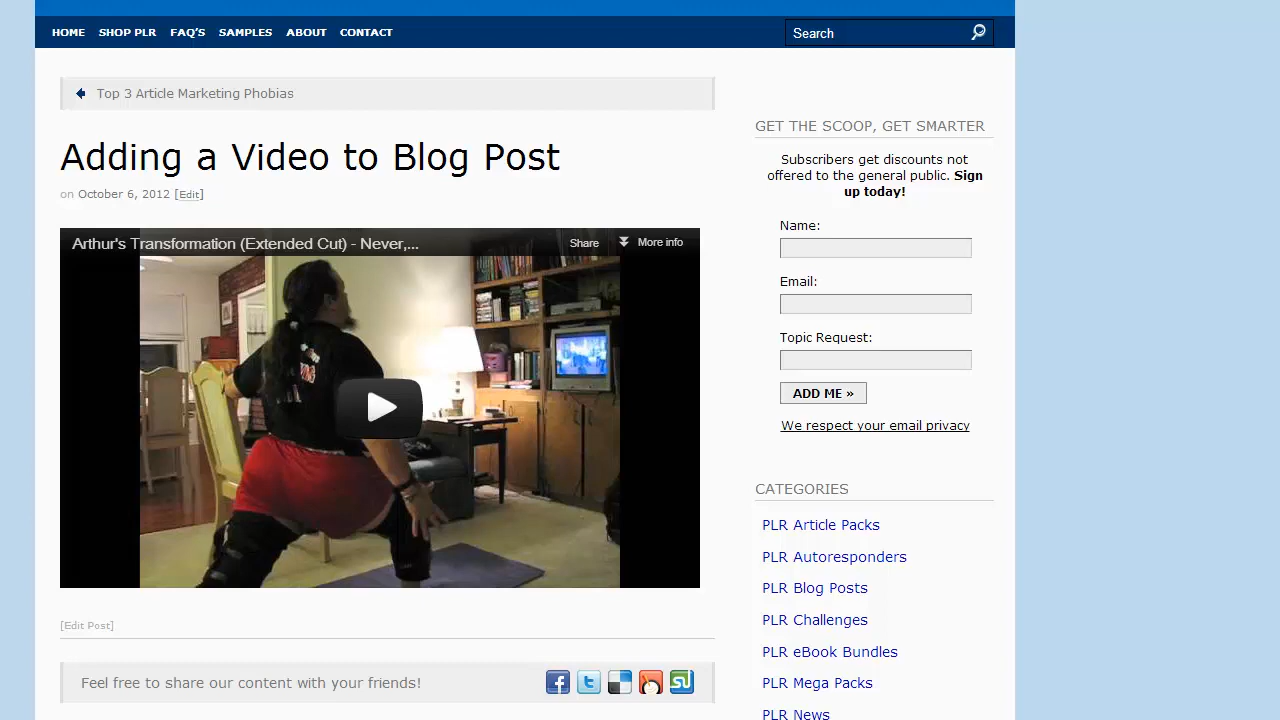 HOME SHOP PLR FAQ'S SAMPLES ABOUT CONTACT
Search
Top 3 Article Marketing Phobias
Adding a Video to Blog Post
on October 6, 2012 [Edit]
Arthur's Transformation (Extended Cut) - Never,...
Share
More info
[Edit Post]
Feel free to share our content with your friends!
GET THE SCOOP, GET SMARTER
Subscribers get discounts not
offered to the general public. Sign
up today!
Name:
Email:
Topic Request:
ADD ME »
We respect your email privacy
CATEGORIES
PLR Article Packs
PLR Autoresponders
PLR Blog Posts
PLR Challenges
PLR eBook Bundles
PLR Mega Packs
PLR News